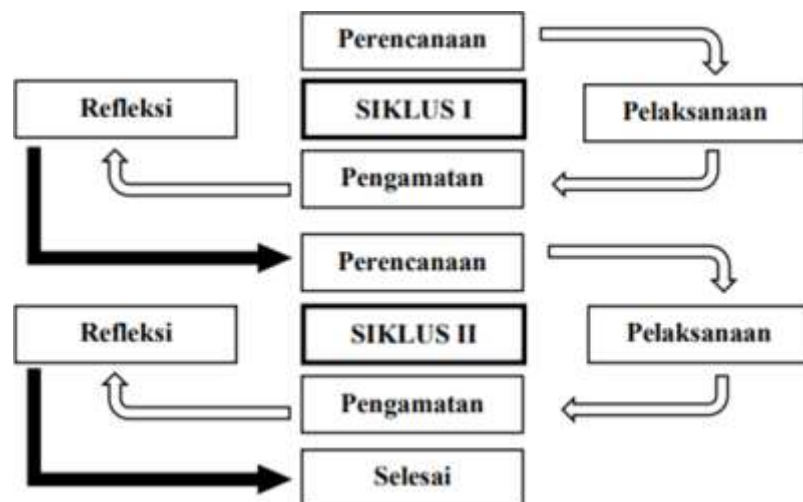 Perencanaan
Refleksi
SIKLUS I
Pelaksanaan
Pengamatan
Perencanaan
Refleksi
SIKLUS II
Pelaksanaan
Pengamatan
Selesai